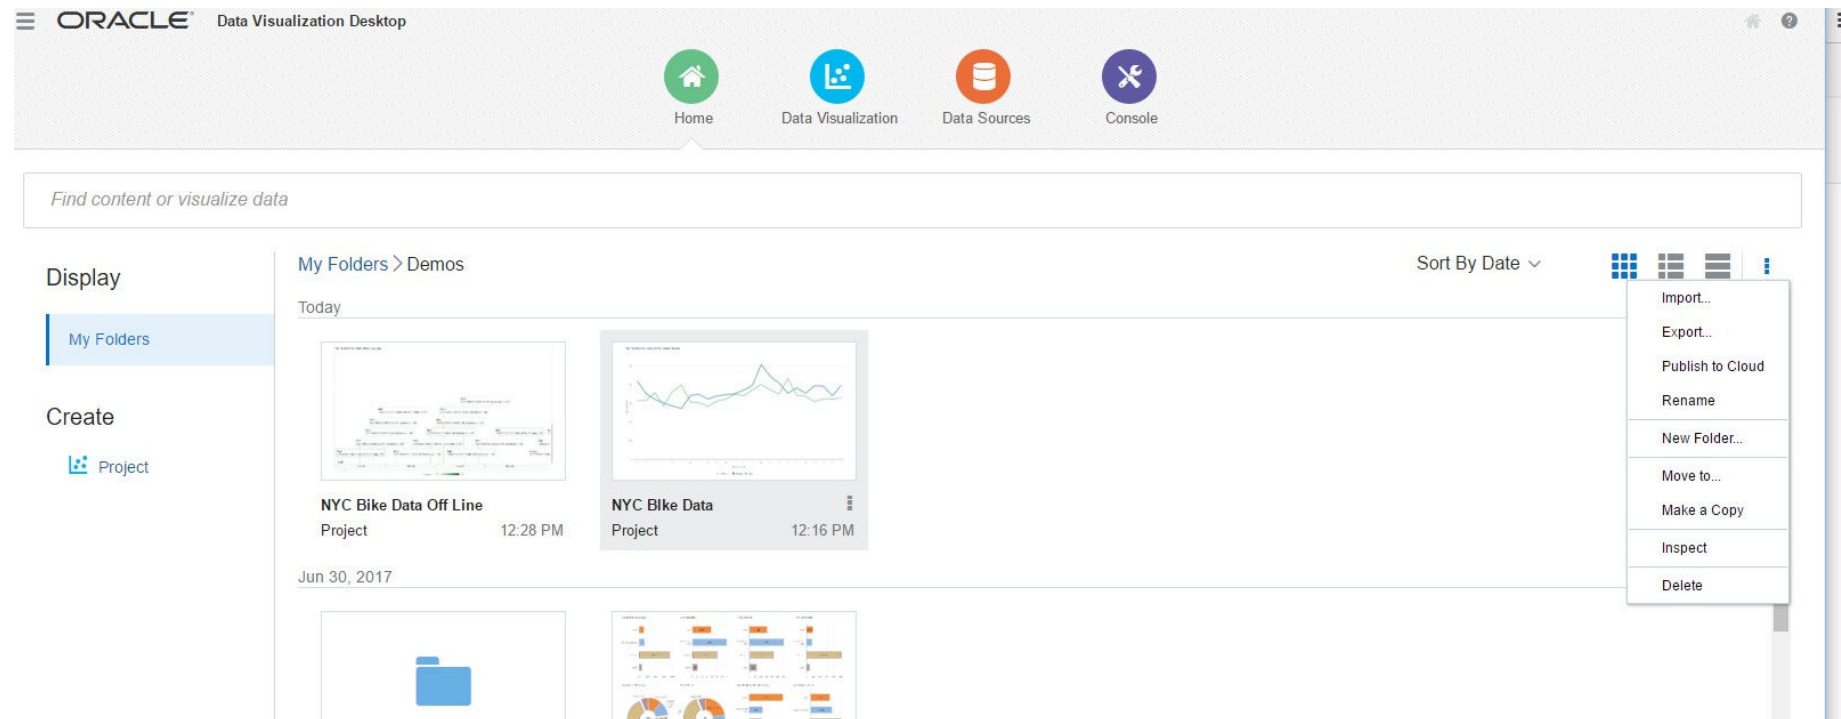 ORACLE Data Visualization Desktop
Home
Data Visualization
Data Sources
Console
Find content or visualize data
Display
My Folders
Create
Project
My Folders > Demos
Sort By Date
Today
NYC Bike Data Off Line
Project 12:28 PM
NYC BIke Data
Project 12:16 PM
Jun 30, 2017
Import...
Export...
Publish to Cloud
Rename
New Folder...
Move to...
Make a Copy
Inspect
Delete